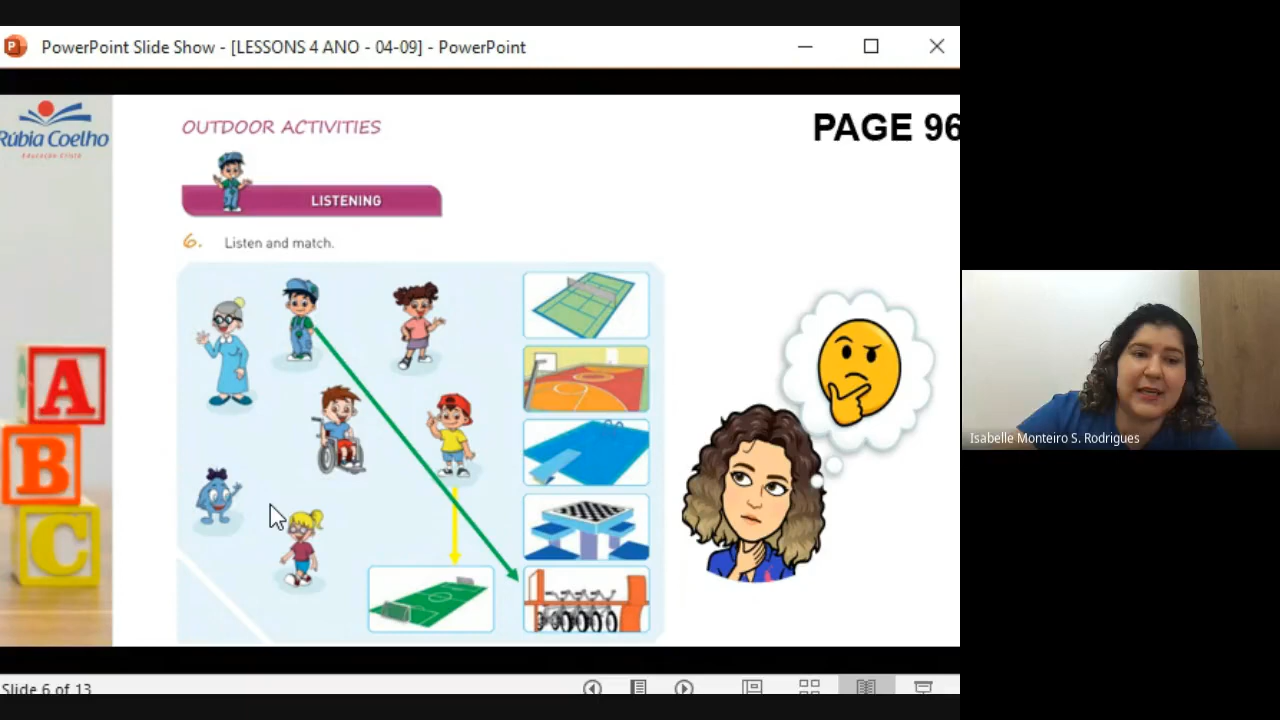 PowerPoint Slide Show - [LESSONS 4 ANO - 04-09] - PowerPoint
Rúbia Coelho
OUTDOOR ACTIVITIES
PAGE 96
LISTENING
6. Listen and match.
A
B
C
Isabelle Monteiro S. Rodrigues
Slide 6 of 13